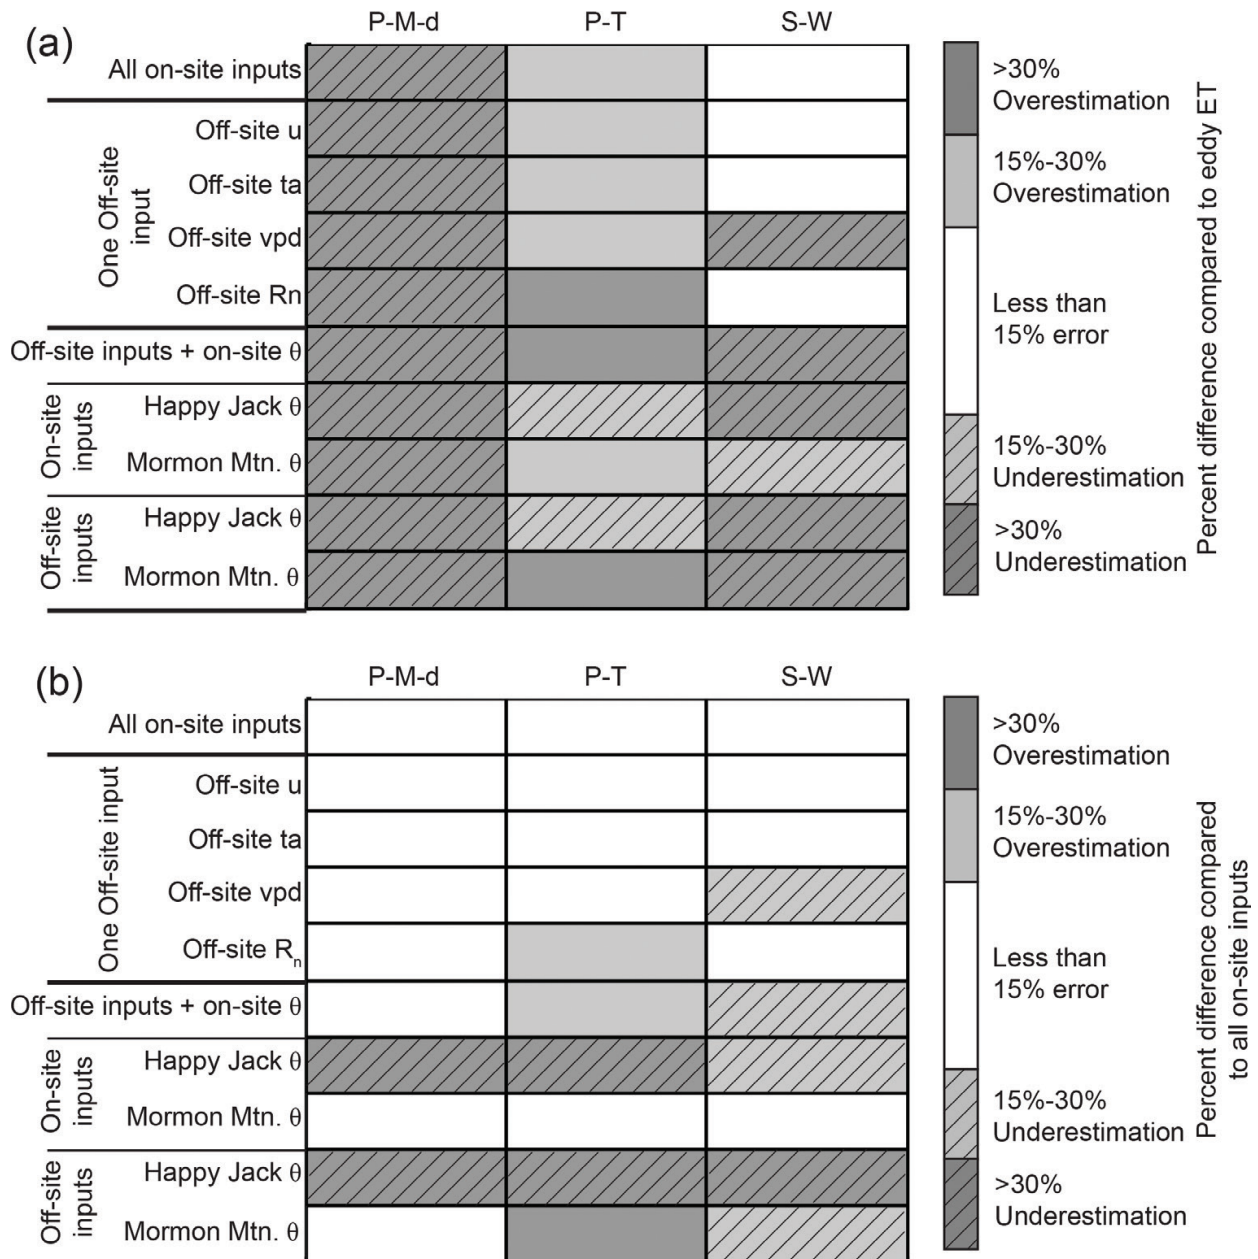 (a)
P-M-d P-T S-W
All on-site inputs
One Off-site
input
Off-site u
Off-site ta
Off-site vpd
Off-site Rn
Off-site inputs + on-site θ
On-site
inputs
Happy Jack θ
Mormon Mtn. θ
Off-site
inputs
Happy Jack θ
Mormon Mtn. θ
>30%
Overestimation
15%-30%
Overestimation
Less than
15% error
15%-30%
Underestimation
>30%
Underestimation
Percent difference compared to eddy ET
(b)
P-M-d P-T S-W
All on-site inputs
One Off-site input
Off-site u
Off-site ta
Off-site vpd
Off-site Rn
Off-site inputs + on-site θ
On-site
inputs
Happy Jack θ
Mormon Mtn. θ
Off-site
inputs
Happy Jack θ
Mormon Mtn. θ
>30%
Overestimation
15%-30%
Overestimation
Less than
15% error
15%-30%
Underestimation
>30%
Underestimation
Percent difference compared
to all on-site inputs